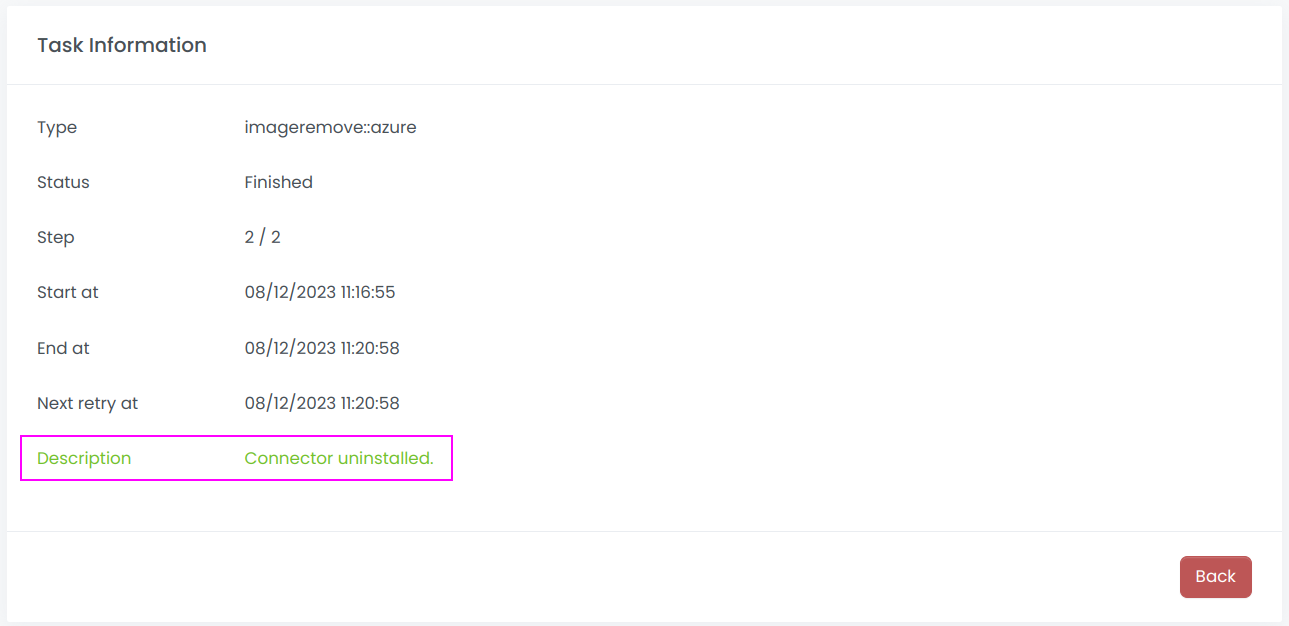 Task Information
Type imageremove::azure
Status Finished
Step 2 / 2
Start at 08/12/2023 11:16:55
End at 08/12/2023 11:20:58
Next retry at 08/12/2023 11:20:58
Description Connector uninstalled.
Back